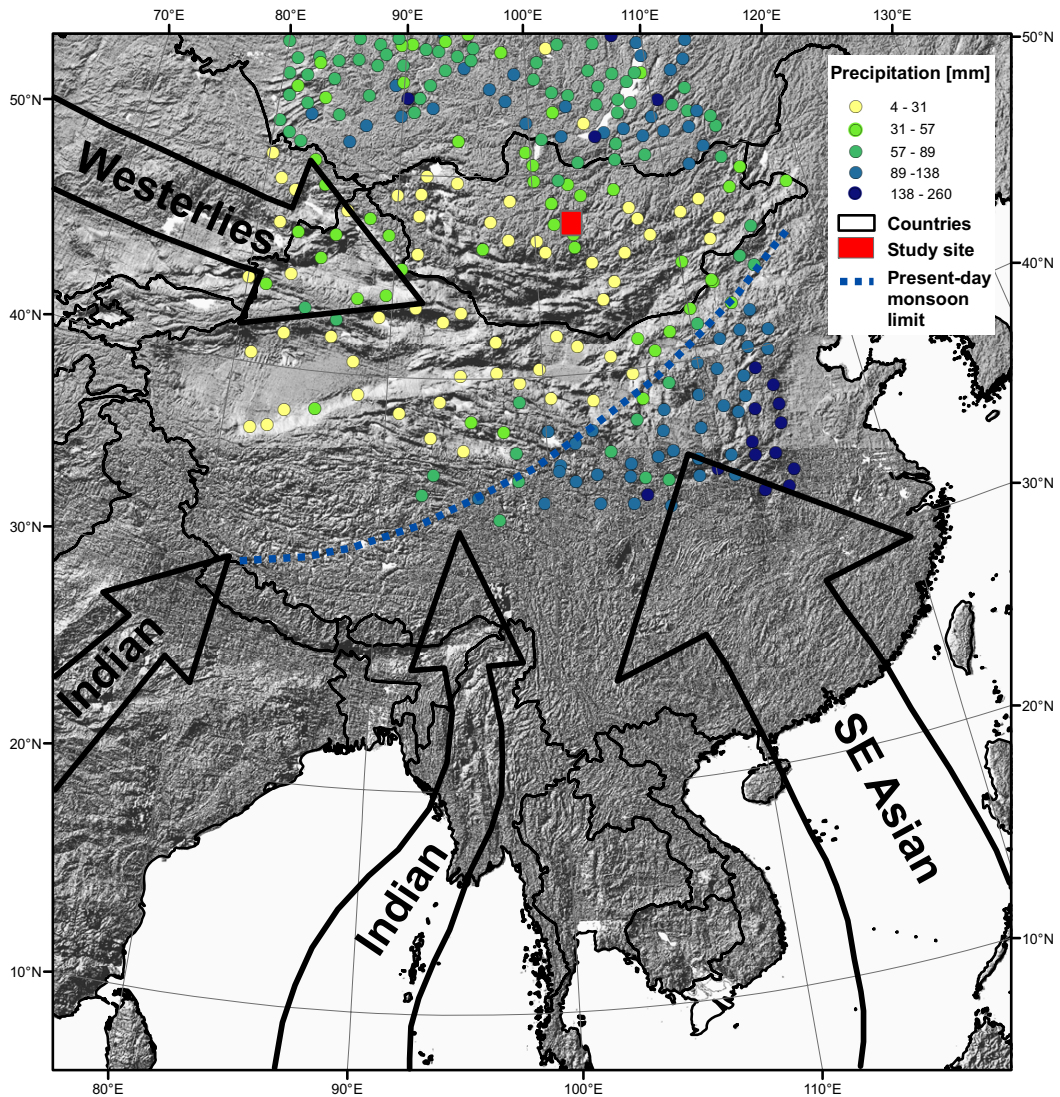 70°E 80°E 90°E 100°E 110°E 120°E 130°E
50°N
50°N
Precipitation [mm]
4 - 31
31 - 57
57 - 89
89 -138
138 - 260
Countries
Study site
Present-day
monsoon
limit
Westerlies
40°N
40°N
30°N
30°N
Indian
20°N
20°N
SE Asian
Indian
10°N
10°N
80°E 90°E 100°E 110°E